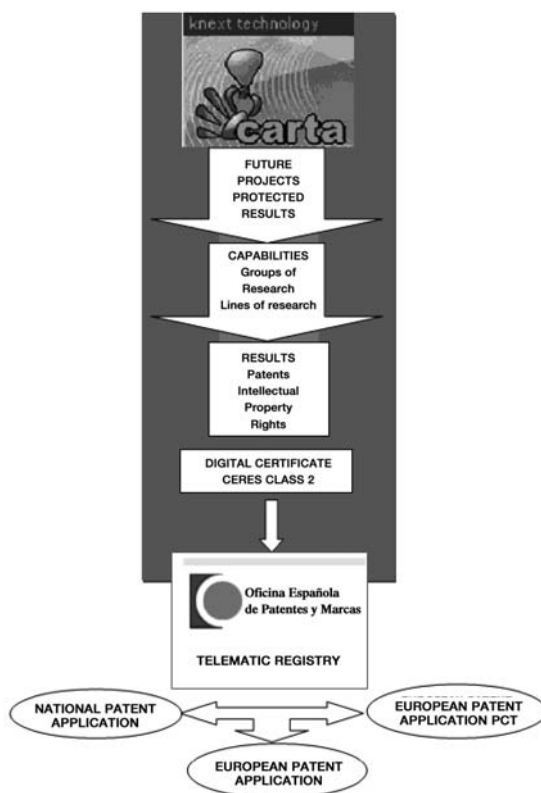 knext technology
carta
FUTURE
PROJECTS
PROTECTED
RESULTS
CAPABILITIES
Groups of
Research
Lines of research
RESULTS
Patents
Intellectual
Property
Rights
DIGITAL CERTIFICATE
CERES CLASS 2
Oficina Española
de Patentes y Marcas
TELEMATIC REGISTRY
NATIONAL PATENT
APPLICATION
EUROPEAN PATENT
APPLICATION PCT
EUROPEAN PATENT
APPLICATION